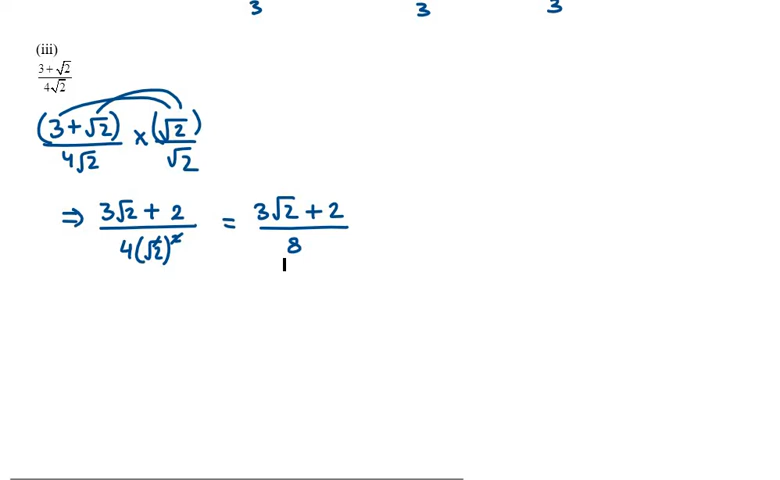 3 3 3
(iii)
3+√2 / 4√2
(3+√2) / 4√2 × (√2) / √2
⇒ 3√2 + 2 / 4(√2)² = 3√2 + 2 / 8